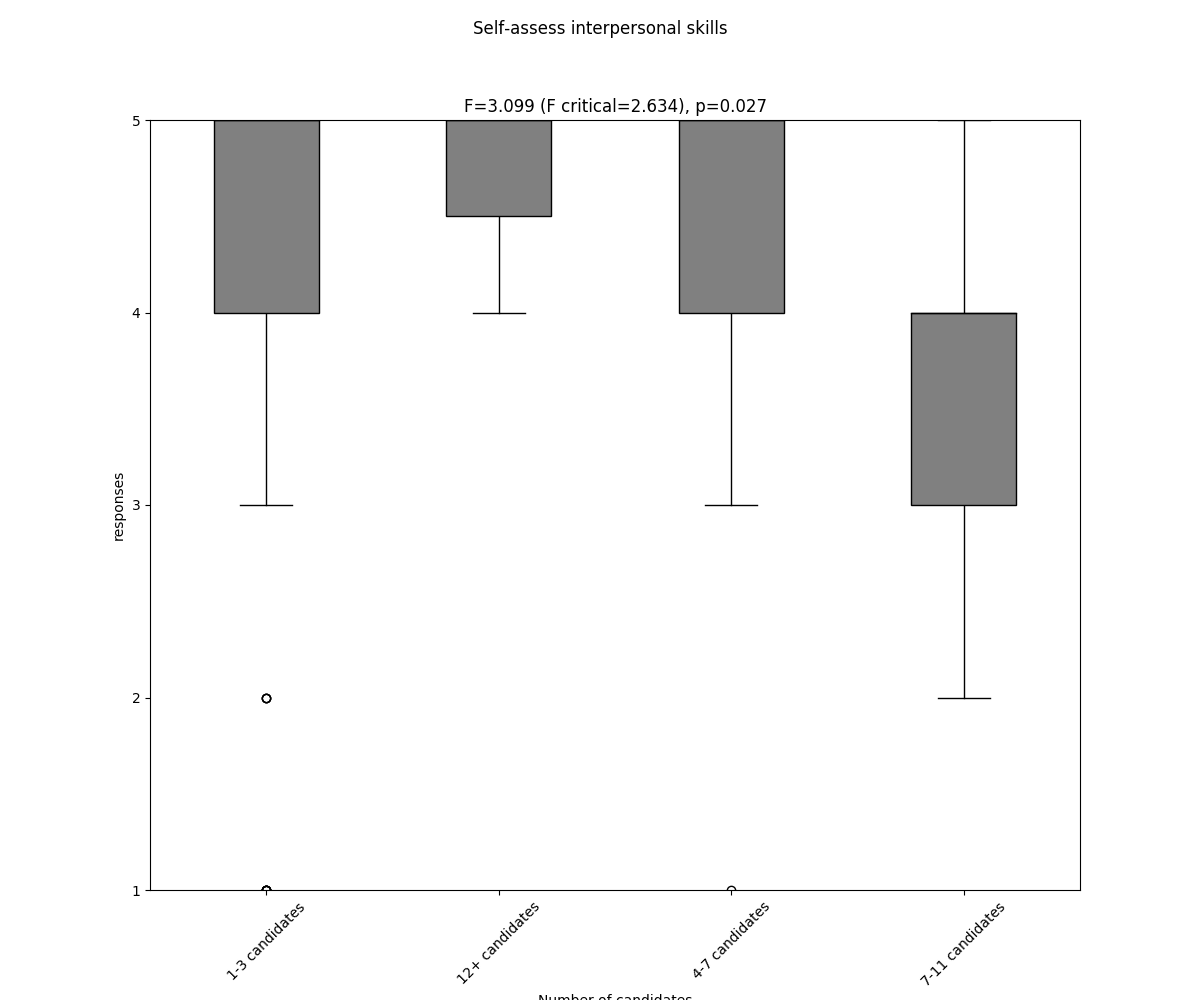 Self-assess interpersonal skills
F=3.099 (F critical=2.634), p=0.027
5
4
3
2
1
responses
1-3 candidates
12+ candidates
4-7 candidates
7-11 candidates
Number of candidates